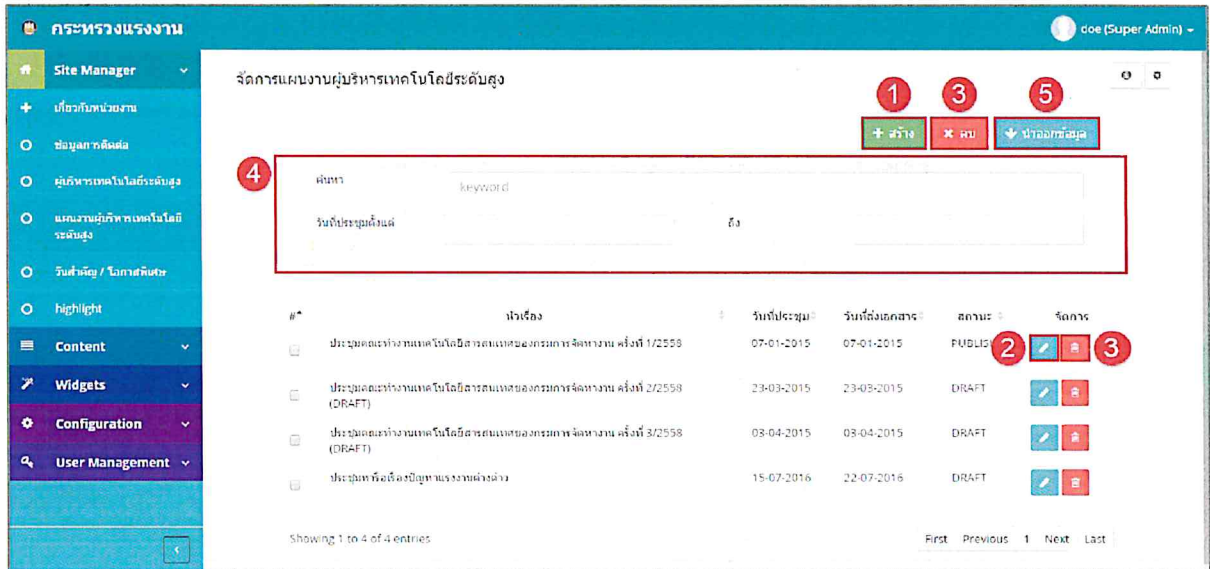 กระทรวงแรงงาน
doe (Super Admin)
Site Manager
เกี่ยวกับหน่วยงาน
ข้อมูลการติดต่อ
ผู้บริหารเทคโนโลยีระดับสูง
แผนงานผู้บริหารเทคโนโลยี
ระดับสูง
วันสำคัญ / โอกาสพิเศษ
highlight
Content
Widgets
Configuration
User Management
จัดการแผนงานผู้บริหารเทคโนโลยีระดับสูง
1 3 5
สร้าง ลบ นำออกข้อมูล
4
ค้นหา keyword
วันที่ประชุมตั้งแต่ ถึง
# หัวเรื่อง วันที่ประชุม วันที่ส่งเอกสาร สถานะ จัดการ
ประชุมคณะทำงานเทคโนโลยีสารสนเทศของกรมการจัดหางาน ครั้งที่ 1/2558 07-01-2015 07-01-2015 PUBLIS 2 3
ประชุมคณะทำงานเทคโนโลยีสารสนเทศของกรมการจัดหางาน ครั้งที่ 2/2558 23-03-2015 23-03-2015 DRAFT
(DRAFT)
ประชุมคณะทำงานเทคโนโลยีสารสนเทศของกรมการจัดหางาน ครั้งที่ 3/2558 03-04-2015 03-04-2015 DRAFT
(DRAFT)
ประชุมหารือเรื่องปัญหาแรงงานต่างด้าว 15-07-2016 22-07-2016 DRAFT
Showing 1 to 4 of 4 entries
First Previous 1 Next Last